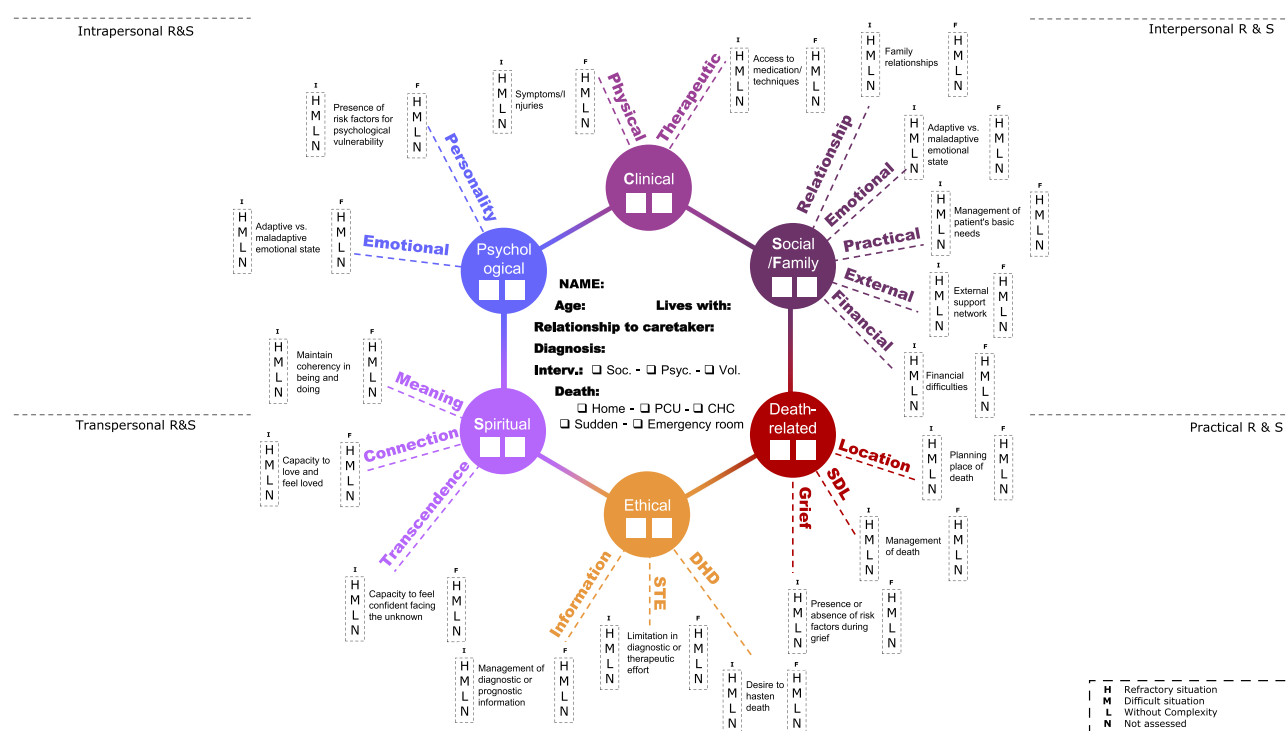 Intrapersonal R&S
Interpersonal R & S
Transpersonal R&S
Practical R & S
Clinical
Physical
I
H
M
L
N
Symptoms/I
njuries
F
H
M
L
N
Therapeutic
I
H
M
L
N
Access to
medication/
techniques
F
H
M
L
N
Social
/Family
Relationship
I
H
M
L
N
Family
relationships
F
H
M
L
N
Emotional
I
H
M
L
N
Adaptive vs.
maladaptive
emotional
state
F
H
M
L
N
Practical
I
H
M
L
N
Management of
patient's basic
needs
F
H
M
L
N
External
I
H
M
L
N
External
support
network
F
H
M
L
N
Financial
I
H
M
L
N
Financial
difficulties
F
H
M
L
N
Psychol
ogical
Personality
I
H
M
L
N
Presence of
risk factors for
psychological
vulnerability
F
H
M
L
N
Emotional
I
H
M
L
N
Adaptive vs.
maladaptive
emotional state
F
H
M
L
N
NAME:
Age: Lives with:
Relationship to caretaker:
Diagnosis:
Interv.: ❑ Soc. - ❑ Psyc. - ❑ Vol.
Death:
❑ Home - ❑ PCU - ❑ CHC
❑ Sudden - ❑ Emergency room
Spiritual
Meaning
I
H
M
L
N
Maintain
coherency in
being and
doing
F
H
M
L
N
Connection
I
H
M
L
N
Capacity to
love and
feel loved
F
H
M
L
N
Transcendence
I
H
M
L
N
Capacity to feel
confident facing
the unknown
F
H
M
L
N
Death-
related
Location
I
H
M
L
N
Planning
place of
death
F
H
M
L
N
SDL
I
H
M
L
N
Management
of death
F
H
M
L
N
Grief
I
H
M
L
N
Presence or
absence of risk
factors during
grief
F
H
M
L
N
Ethical
Information
I
H
M
L
N
Management of
diagnostic or
prognostic
information
F
H
M
L
N
STE
I
H
M
L
N
Limitation in
diagnostic or
therapeutic
effort
F
H
M
L
N
DHD
I
H
M
L
N
Desire to
hasten
death
F
H
M
L
N
H Refractory situation
M Difficult situation
L Without Complexity
N Not assessed